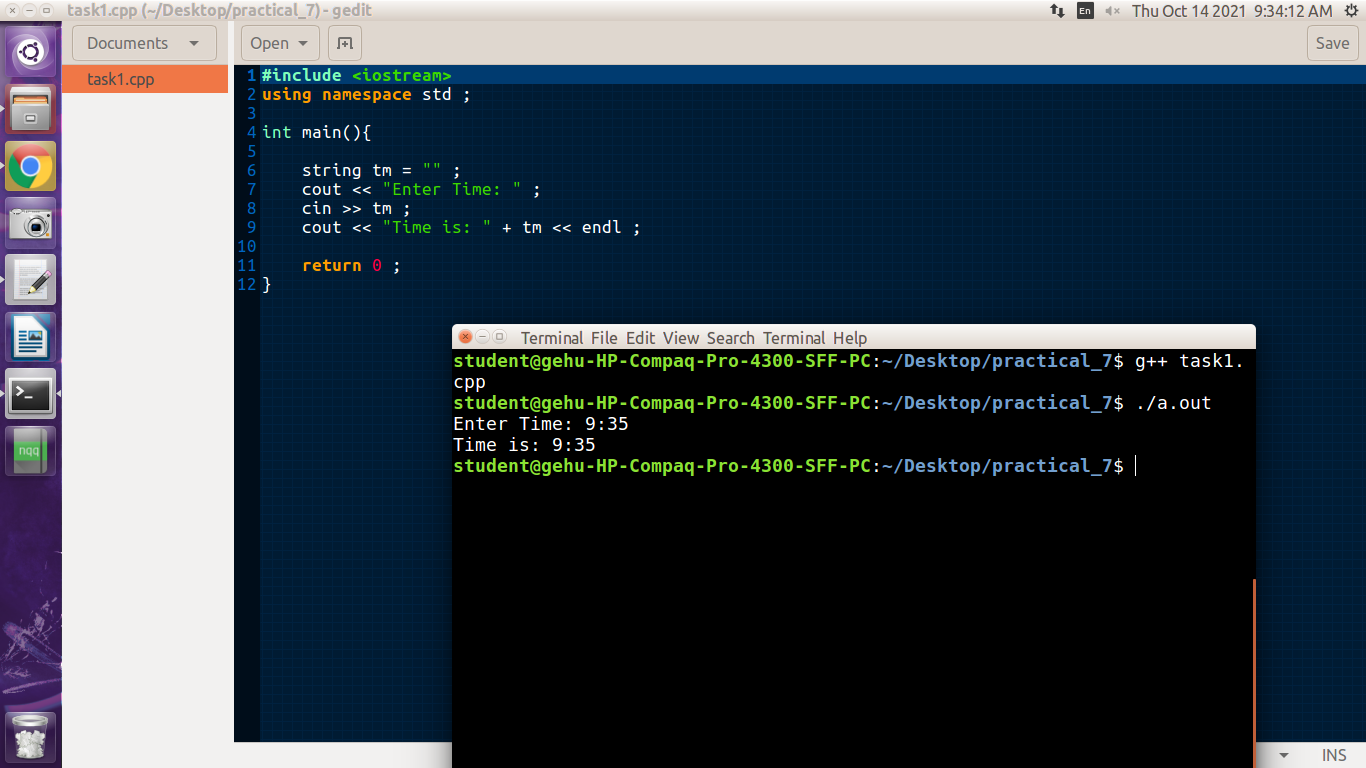 task1.cpp (~/Desktop/practical_7) - gedit
En Thu Oct 14 2021 9:34:12 AM
Documents Open Save
task1.cpp
1 #include <iostream>
2 using namespace std ;
3
4 int main(){
5
6 string tm = "" ;
7 cout << "Enter Time: " ;
8 cin >> tm ;
9 cout << "Time is: " + tm << endl ;
10
11 return 0 ;
12 }
Terminal File Edit View Search Terminal Help
student@gehu-HP-Compaq-Pro-4300-SFF-PC:~/Desktop/practical_7$ g++ task1.
cpp
student@gehu-HP-Compaq-Pro-4300-SFF-PC:~/Desktop/practical_7$ ./a.out
Enter Time: 9:35
Time is: 9:35
student@gehu-HP-Compaq-Pro-4300-SFF-PC:~/Desktop/practical_7$
nqq
INS